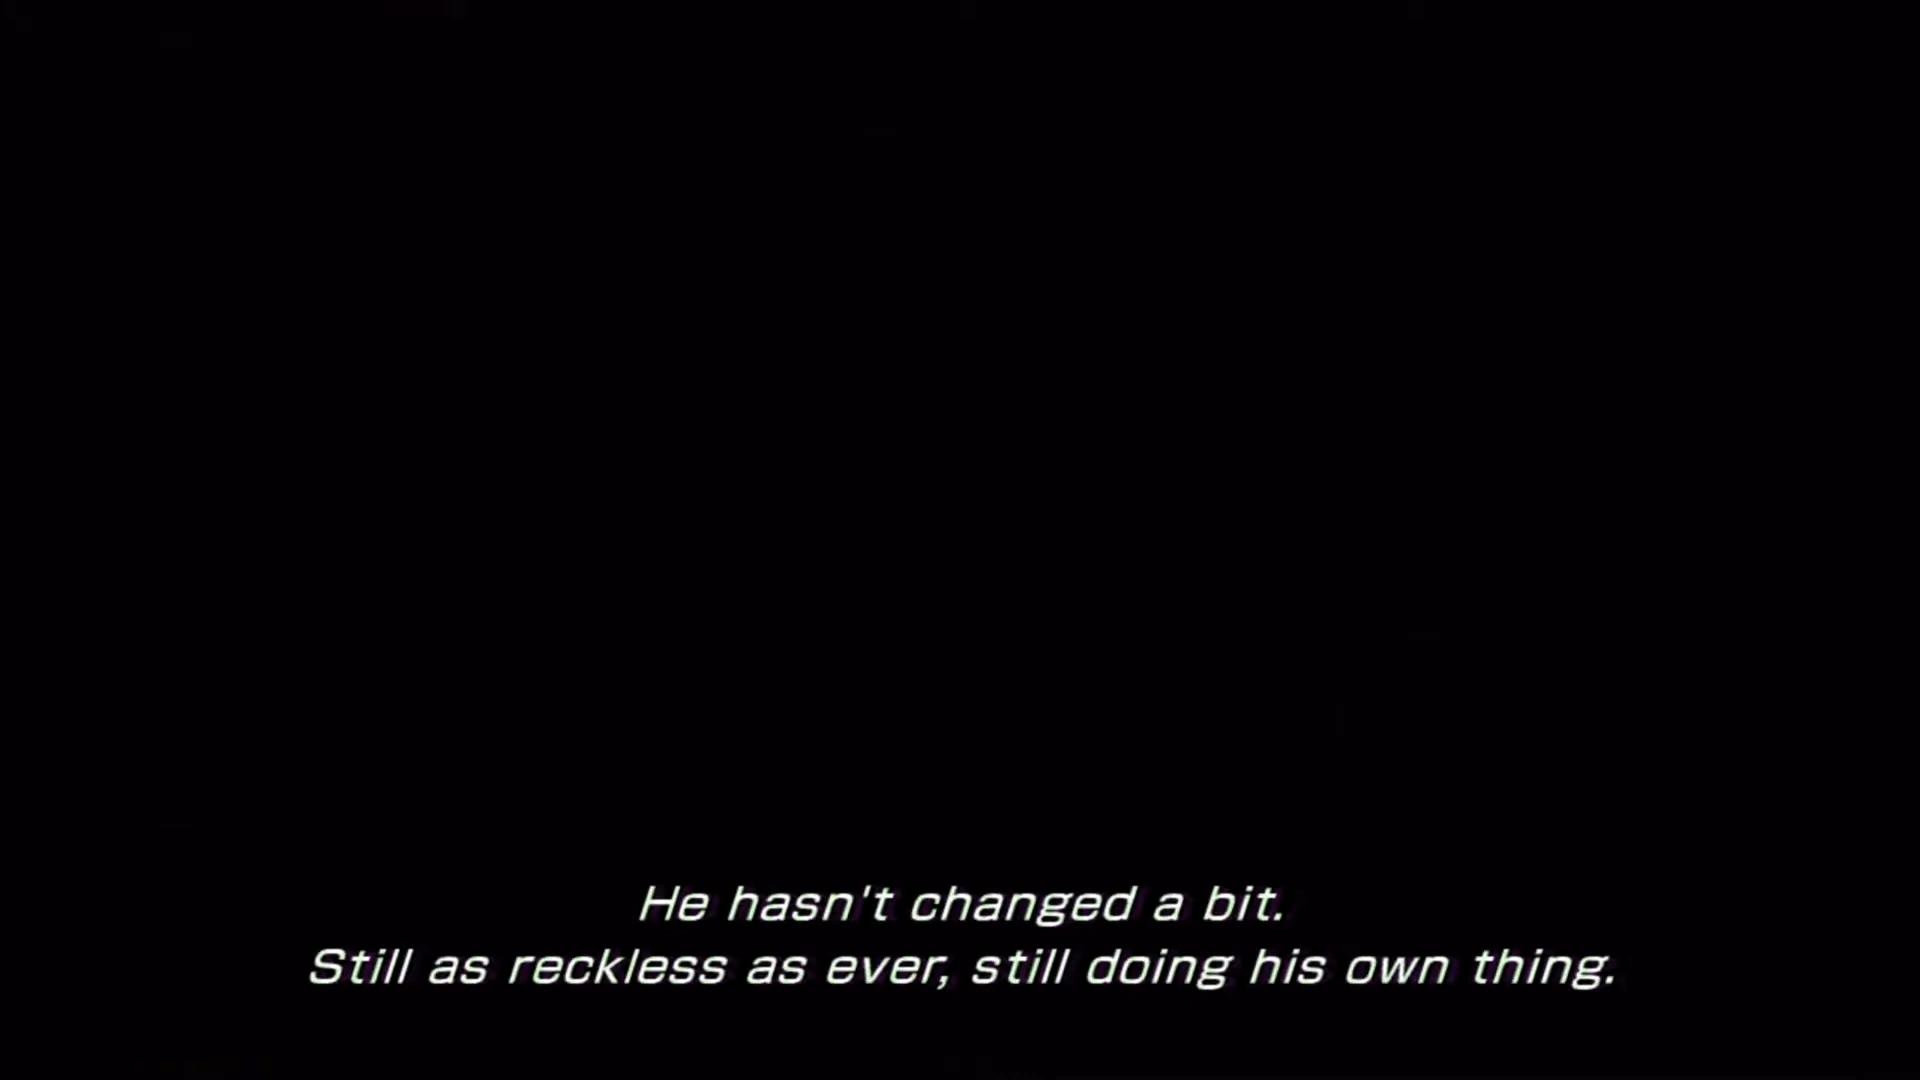 He hasn't changed a bit.
Still as reckless as ever, still doing his own thing.